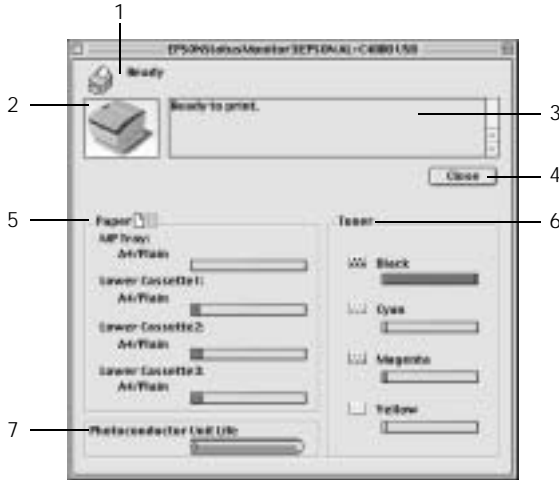 1
EPSONStatusMonitor3
Ready
2
Ready to print.
3
Close
4
5
Paper
Toner
6
MP Tray:
A4/Plain
Black
Lower Cassette1:
A4/Plain
Cyan
Lower Cassette2:
A4/Plain
Magenta
Lower Cassette3:
A4/Plain
Yellow
7
Photoconductor Unit Life